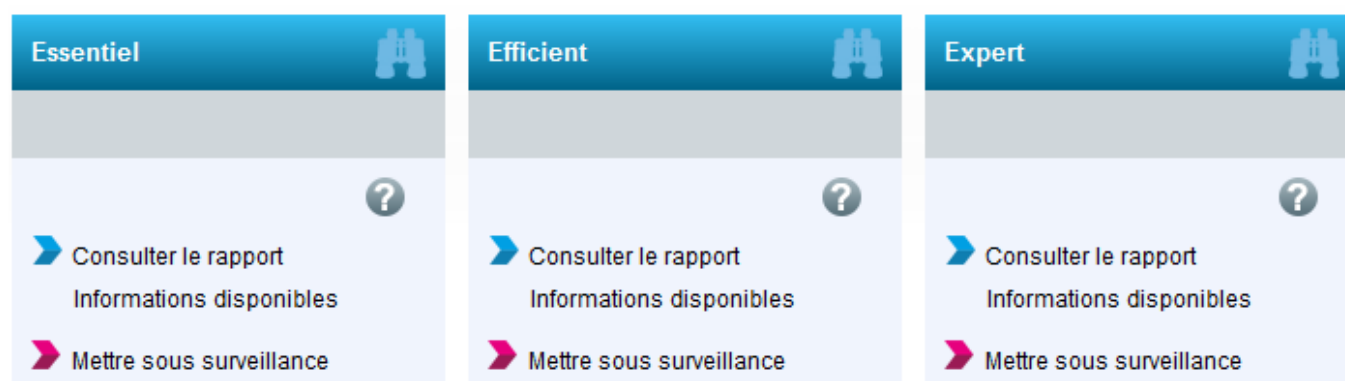 Essentiel
Efficient
Expert
?
?
?
Consulter le rapport
Consulter le rapport
Consulter le rapport
Informations disponibles
Informations disponibles
Informations disponibles
Mettre sous surveillance
Mettre sous surveillance
Mettre sous surveillance